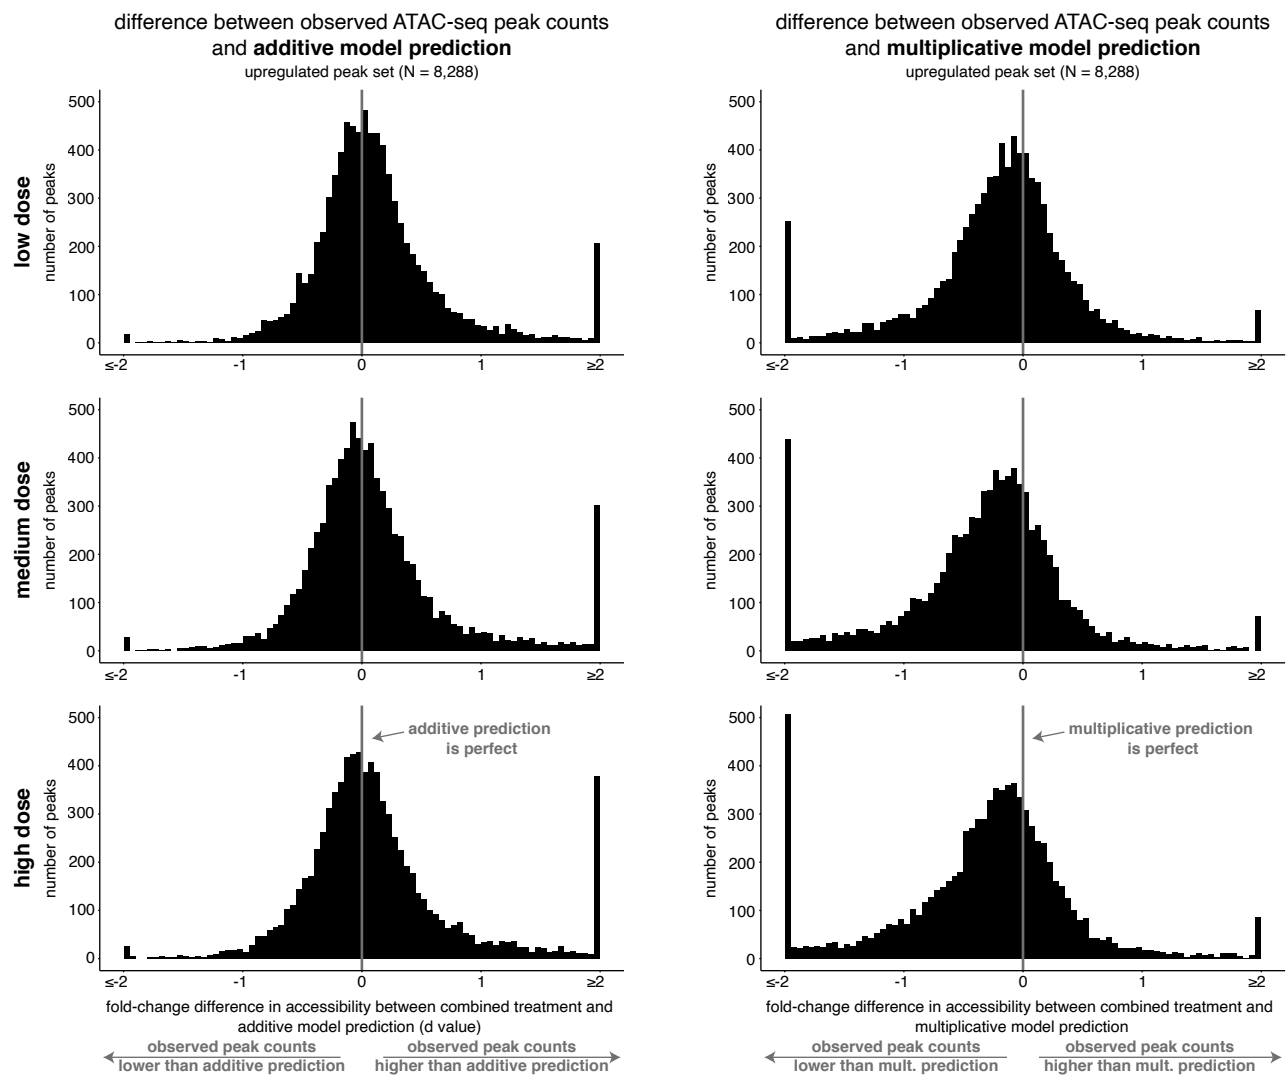 difference between observed ATAC-seq peak counts
and additive model prediction
upregulated peak set (N = 8,288)
difference between observed ATAC-seq peak counts
and multiplicative model prediction
upregulated peak set (N = 8,288)
low dose
number of peaks
500
400
300
200
100
0
≤-2 -1 0 1 ≥2
number of peaks
500
400
300
200
100
0
≤-2 -1 0 1 ≥2
medium dose
number of peaks
500
400
300
200
100
0
≤-2 -1 0 1 ≥2
number of peaks
500
400
300
200
100
0
≤-2 -1 0 1 ≥2
high dose
number of peaks
500
400
300
200
100
0
additive prediction
is perfect
≤-2 -1 0 1 ≥2
fold-change difference in accessibility between combined treatment and
additive model prediction (d value)
observed peak counts
lower than additive prediction
observed peak counts
higher than additive prediction
number of peaks
500
400
300
200
100
0
multiplicative prediction
is perfect
≤-2 -1 0 1 ≥2
fold-change difference in accessibility between combined treatment and
multiplicative model prediction
observed peak counts
lower than mult. prediction
observed peak counts
higher than mult. prediction